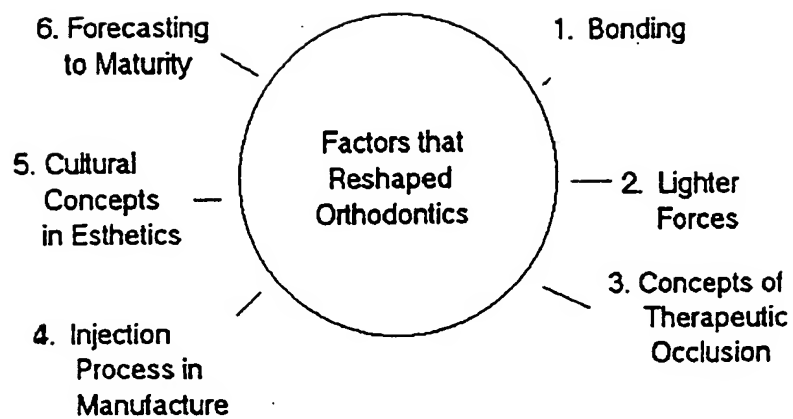 Factors that
Reshaped
Orthodontics
1. Bonding
2. Lighter
Forces
3. Concepts of
Therapeutic
Occlusion
4. Injection
Process in
Manufacture
5. Cultural
Concepts
in Esthetics
6. Forecasting
to Maturity